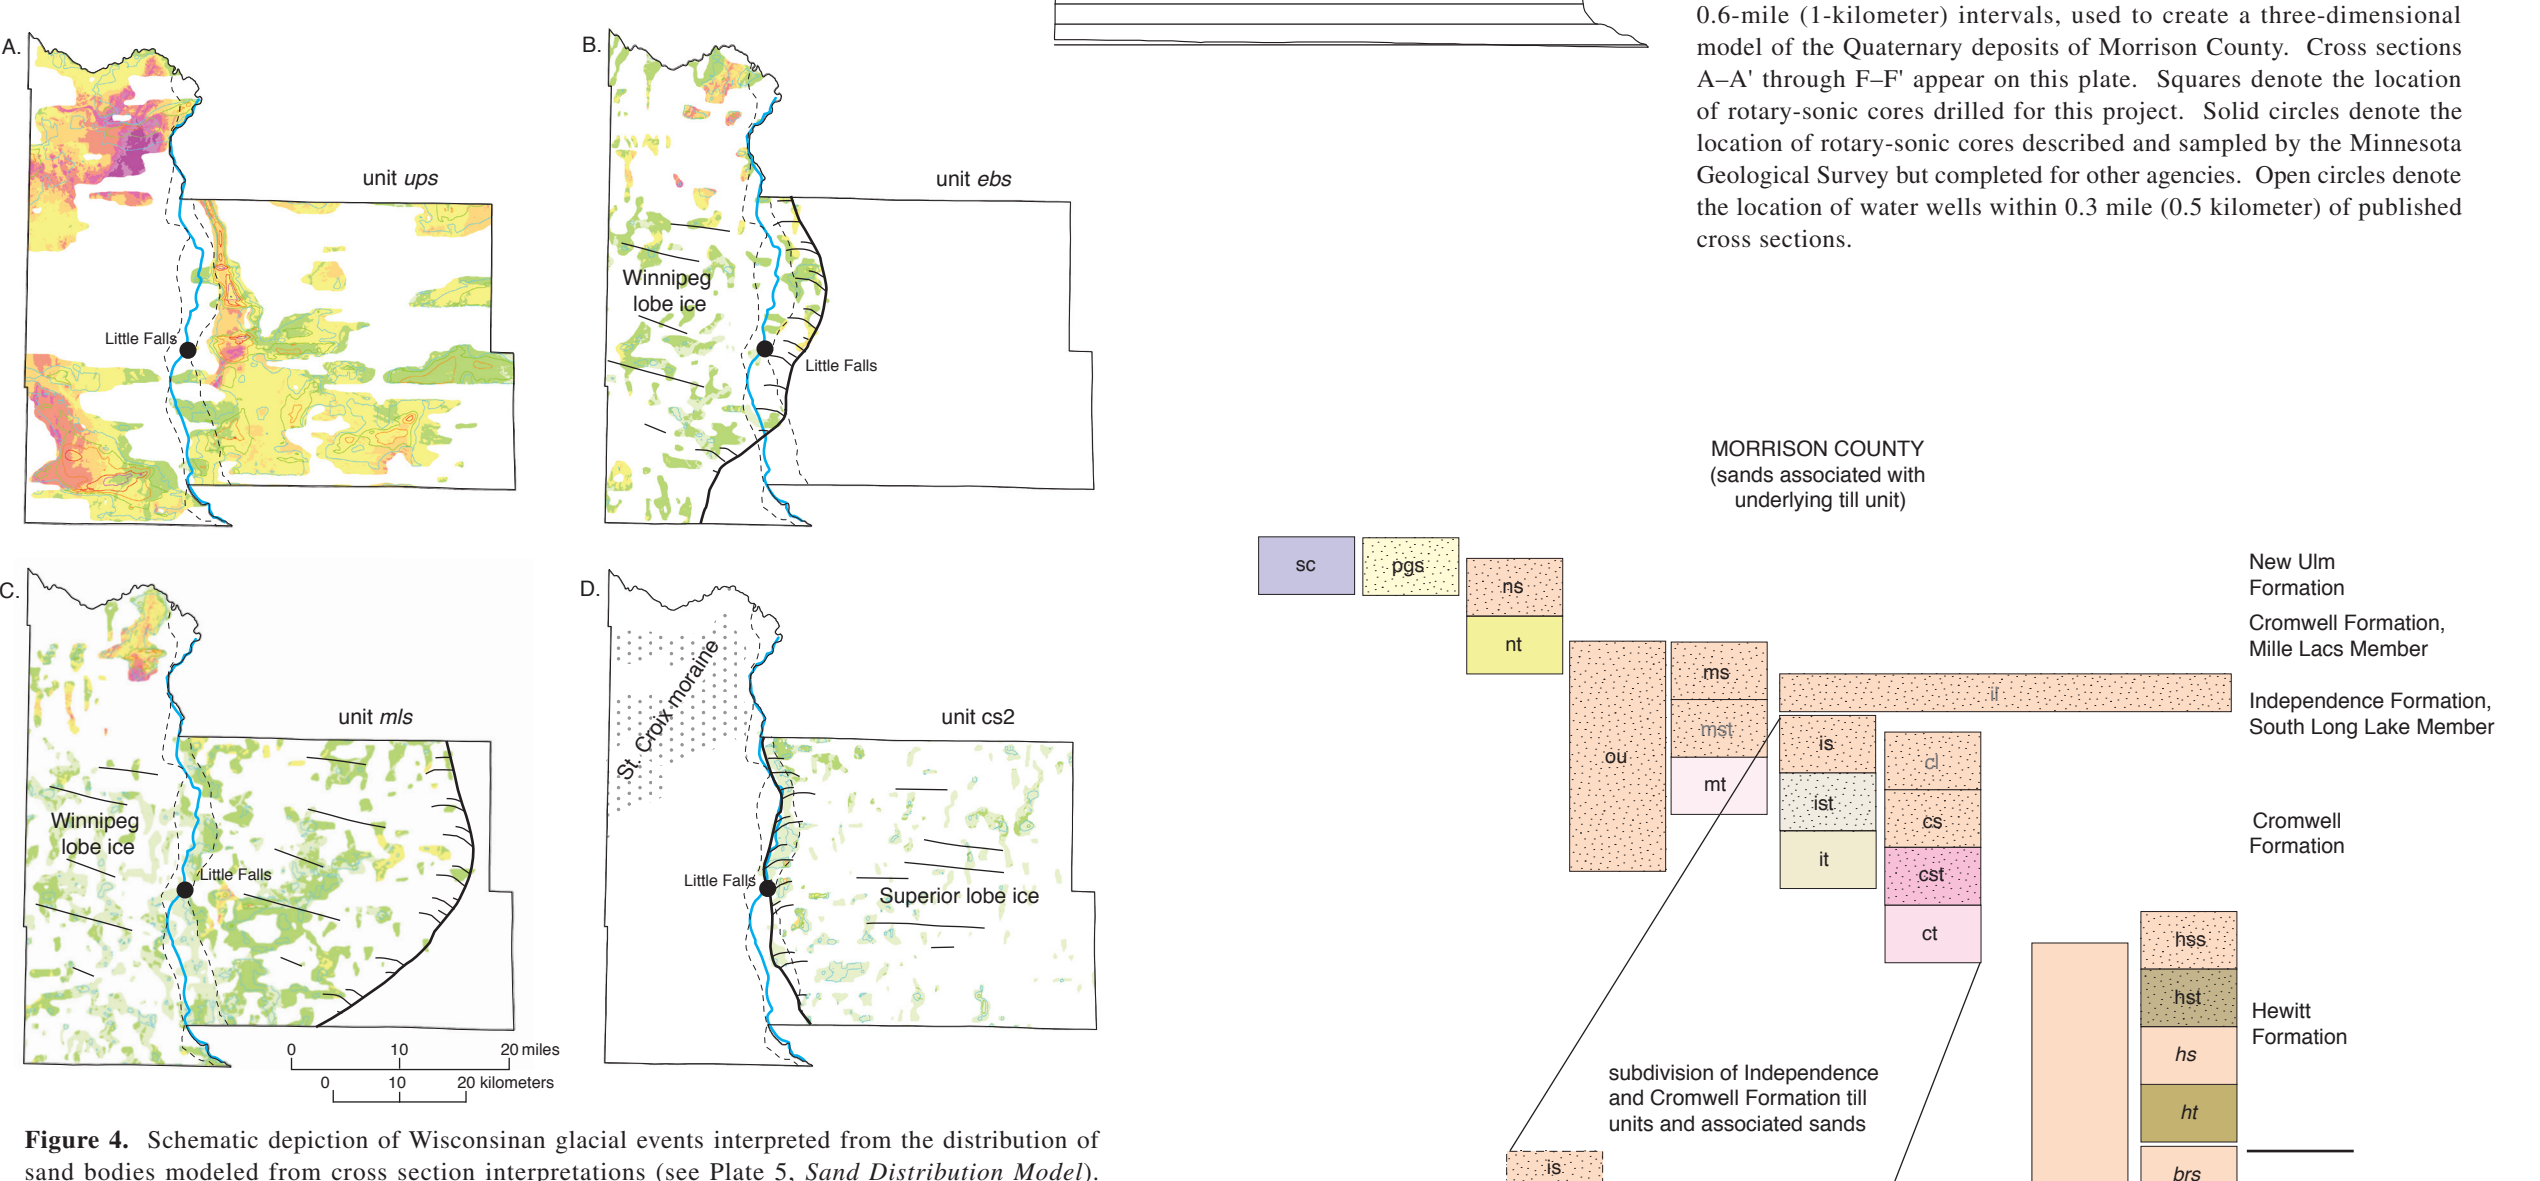 0.6-mile (1-kilometer) intervals, used to create a three-dimensional
model of the Quaternary deposits of Morrison County. Cross sections
A–A' through F–F' appear on this plate. Squares denote the location
of rotary-sonic cores drilled for this project. Solid circles denote the
location of rotary-sonic cores described and sampled by the Minnesota
Geological Survey but completed for other agencies. Open circles denote
the location of water wells within 0.3 mile (0.5 kilometer) of published
cross sections.
A.
unit ups
Little Falls
B.
unit ebs
Winnipeg
lobe ice
Little Falls
C.
unit mls
Winnipeg
lobe ice
Little Falls
0 10 20 miles
0 10 20 kilometers
D.
St. Croix moraine
unit cs2
Little Falls
Superior lobe ice
Figure 4. Schematic depiction of Wisconsinan glacial events interpreted from the distribution of
sand bodies modeled from cross section interpretations (see Plate 5, Sand Distribution Model).
MORRISON COUNTY
(sands associated with
underlying till unit)
sc
pgs
ns
nt
ou
ms
mst
mt
il
is
ist
it
cl
cs
cst
ct
hss
hst
hs
ht
brs
New Ulm
Formation
Cromwell Formation,
Mille Lacs Member
Independence Formation,
South Long Lake Member
Cromwell
Formation
Hewitt
Formation
subdivision of Independence
and Cromwell Formation till
units and associated sands
is